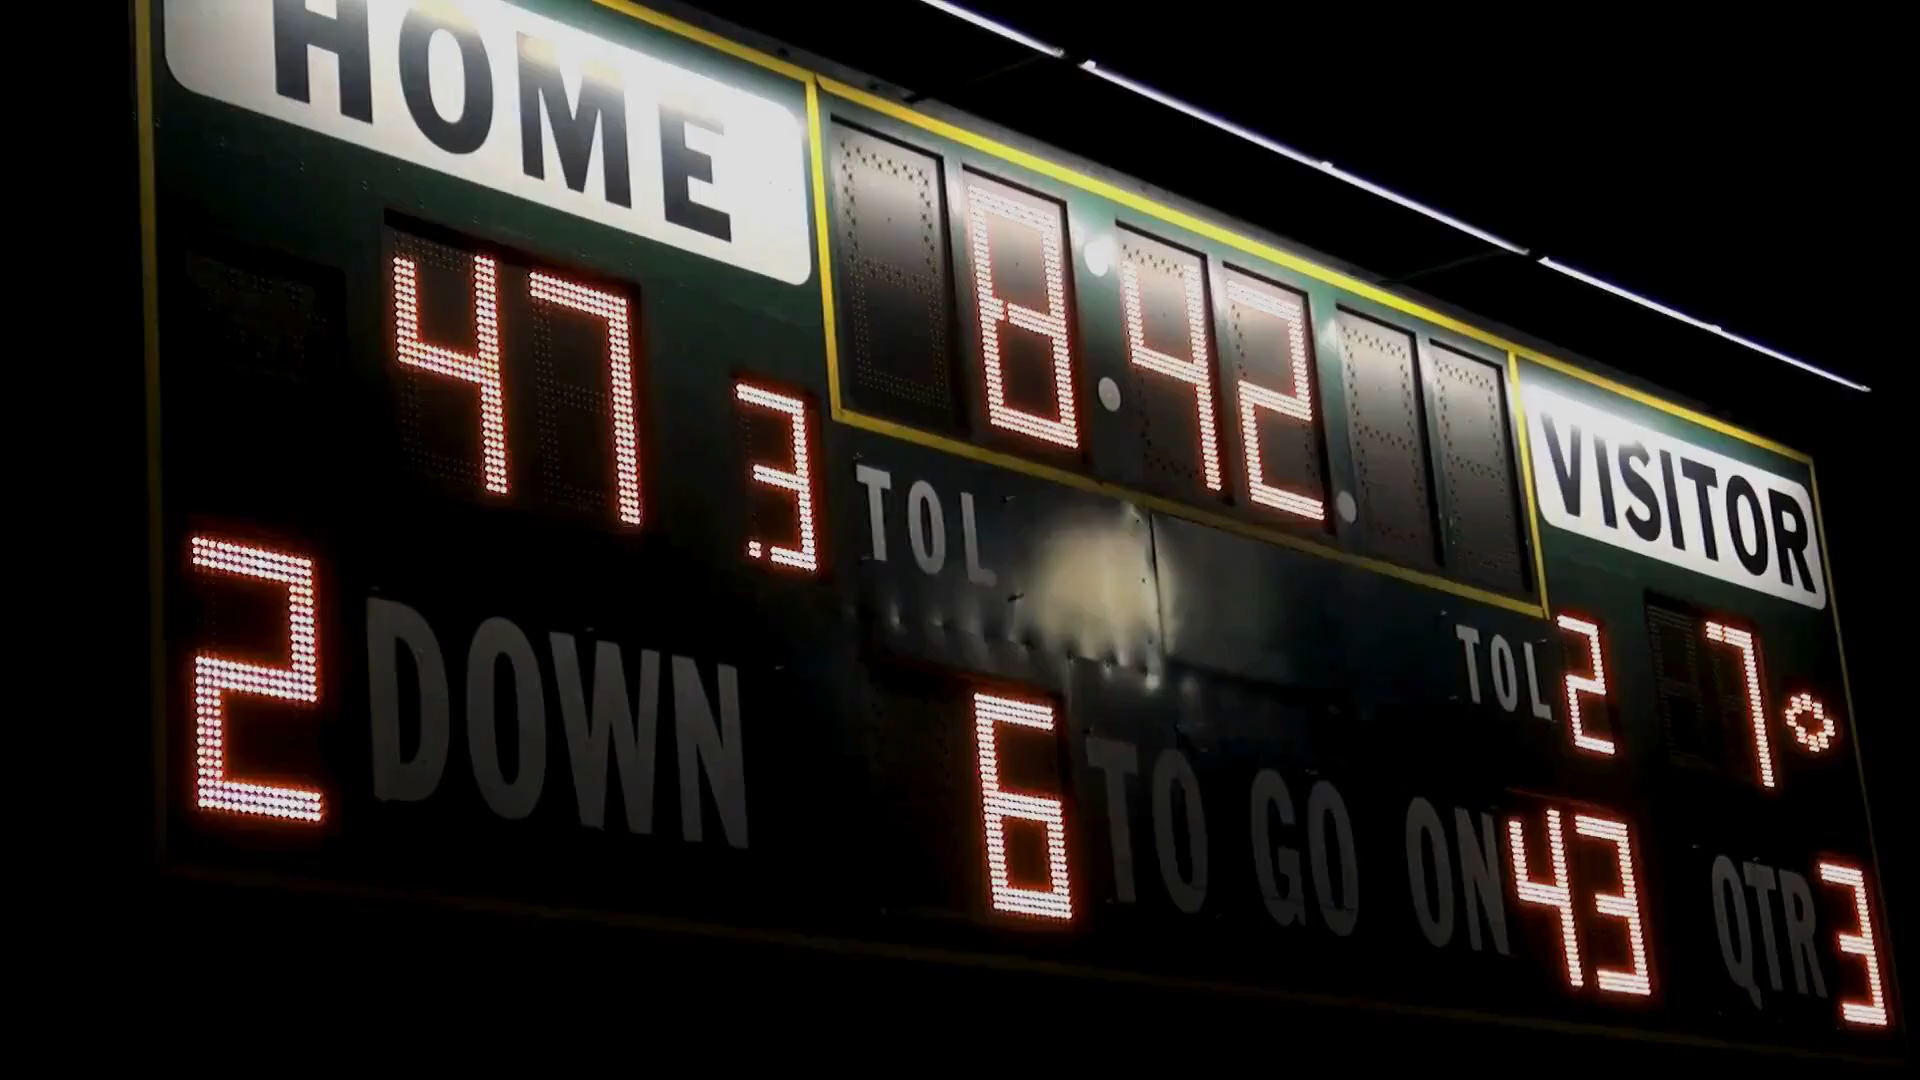 HOME
8:42
VISITOR
47
3 TOL
TOL 2
7
2 DOWN 6 TO GO ON 43 QTR 3